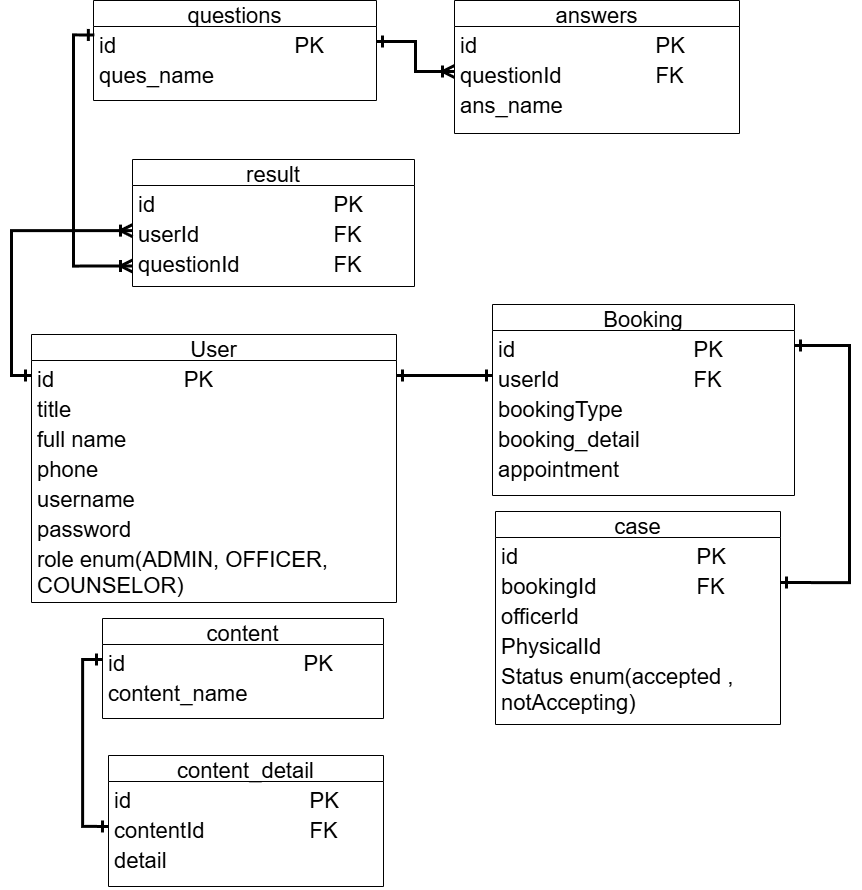 questions
id PK
ques_name
answers
id PK
questionId FK
ans_name
result
id PK
userId FK
questionId FK
User
id PK
title
full name
phone
username
password
role enum(ADMIN, OFFICER,
COUNSELOR)
Booking
id PK
userId FK
bookingType
booking_detail
appointment
case
id PK
bookingId FK
officerId
PhysicalId
Status enum(accepted ,
notAccepting)
content
id PK
content_name
content_detail
id PK
contentId FK
detail